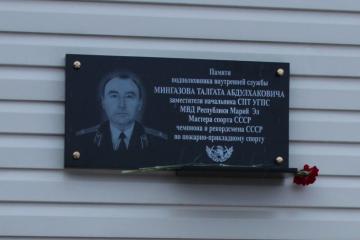 Памяти
подполковника внутренней службы
МИНГАЗОВА ТАЛГАТА АБДУЛХАКОВИЧА
заместителя начальника СПТ УГПС
МВД Республики Марий Эл
Мастера спорта СССР
чемпиона и рекордсмена СССР
по пожарно-прикладному спорту